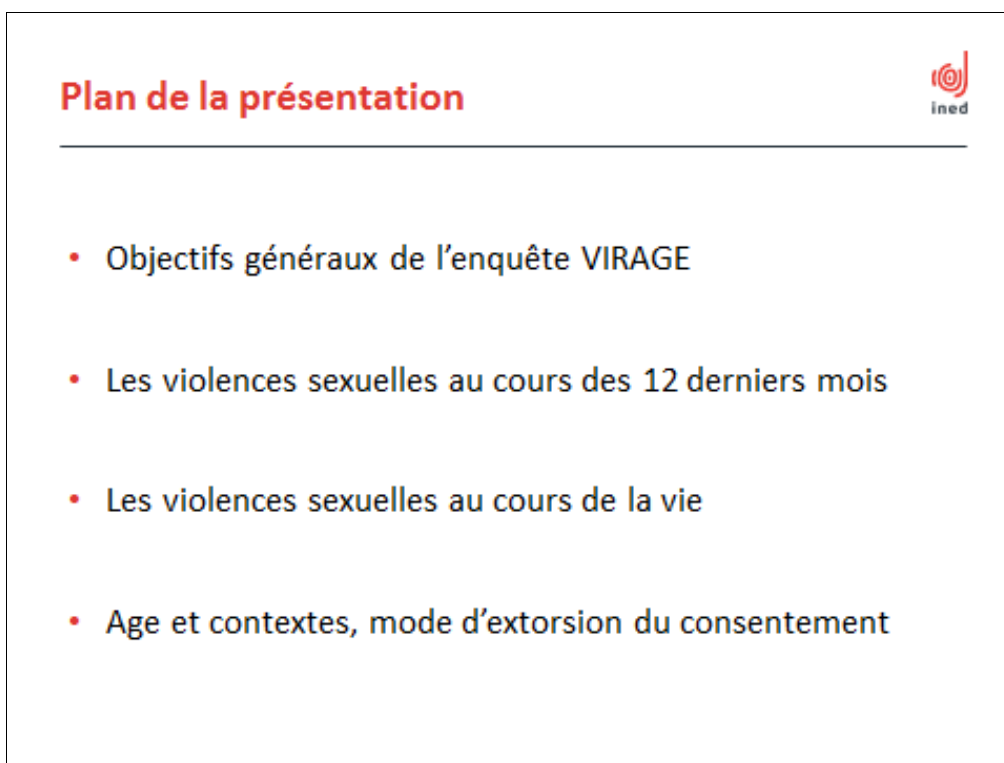 Plan de la présentation
ined
• Objectifs généraux de l’enquête VIRAGE
• Les violences sexuelles au cours des 12 derniers mois
• Les violences sexuelles au cours de la vie
• Age et contextes, mode d’extorsion du consentement